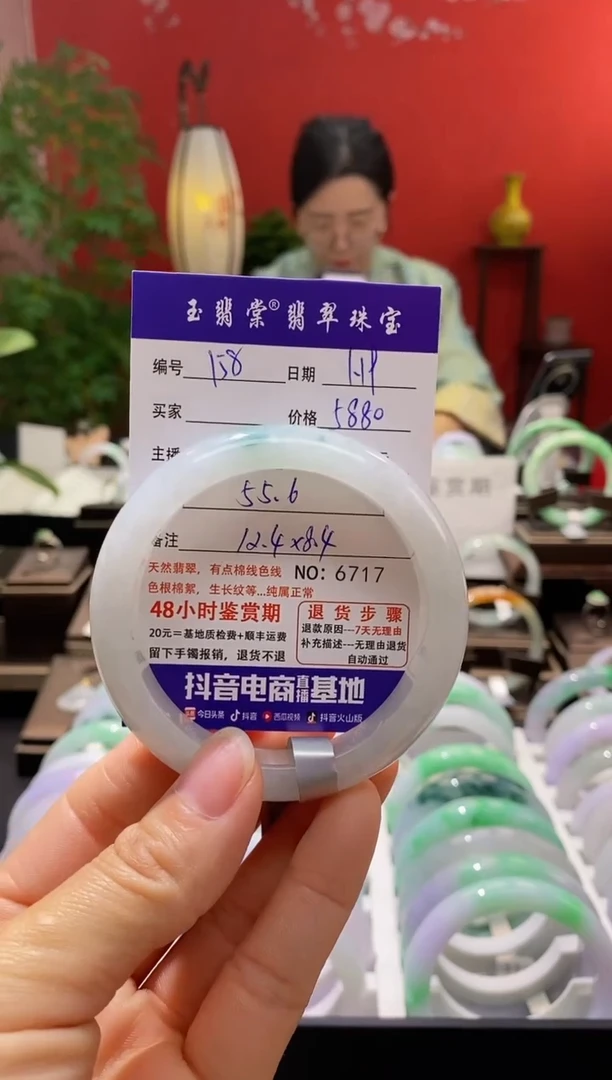 玉翡棠®翡翠珠宝
编号 158 日期 1.11
买家 价格 5880
主播
55.6
备注 12.4×8.4
天然翡翠，有点棉线色线 NO: 6717
色根棉絮，生长纹等...纯属正常
48小时鉴赏期
20元=基地质检费+顺丰运费
留下手镯报销，退货不退
退货步骤
退款原因---7天无理由
补充描述---无理由退货
自动通过
抖音电商直播基地
今日头条 抖音 西瓜视频 抖音火山版
鉴赏期